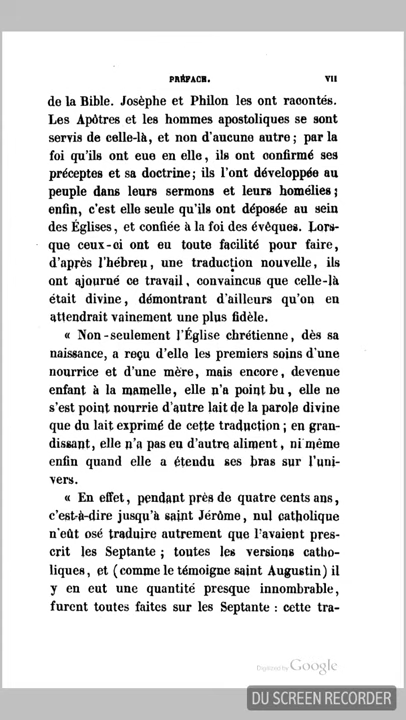 PRÉFACE. VII
de la Bible. Josèphe et Philon les ont racontés.
Les Apôtres et les hommes apostoliques se sont
servis de celle-là, et non d'aucune autre; par la
foi qu'ils ont eue en elle, ils ont confirmé ses
préceptes et sa doctrine; ils l'ont développée au
peuple dans leurs sermons et leurs homélies;
enfin, c'est elle seule qu'ils ont déposée au sein
des Églises, et confiée à la foi des évêques. Lors-
que ceux-ci ont eu toute facilité pour faire,
d'après l'hébreu, une traduction nouvelle, ils
ont ajourné ce travail, convaincus que celle-là
était divine, démontrant d'ailleurs qu'on en
attendrait vainement une plus fidèle.
« Non-seulement l'Église chrétienne, dès sa
naissance, a reçu d'elle les premiers soins d'une
nourrice et d'une mère, mais encore, devenue
enfant à la mamelle, elle n'a point bu, elle ne
s'est point nourrie d'autre lait de la parole divine
que du lait exprimé de cette traduction; en gran-
dissant, elle n'a pas eu d'autre aliment, ni même
enfin quand elle a étendu ses bras sur l'uni-
vers.
« En effet, pendant près de quatre cents ans,
c'est-à-dire jusqu'à saint Jérôme, nul catholique
n'eût osé traduire autrement que l'avaient pres-
crit les Septante; toutes les versions catho-
liques, et (comme le témoigne saint Augustin) il
y en eut une quantité presque innombrable,
furent toutes faites sur les Septante : cette tra-
Digitized by Google
DU SCREEN RECORDER